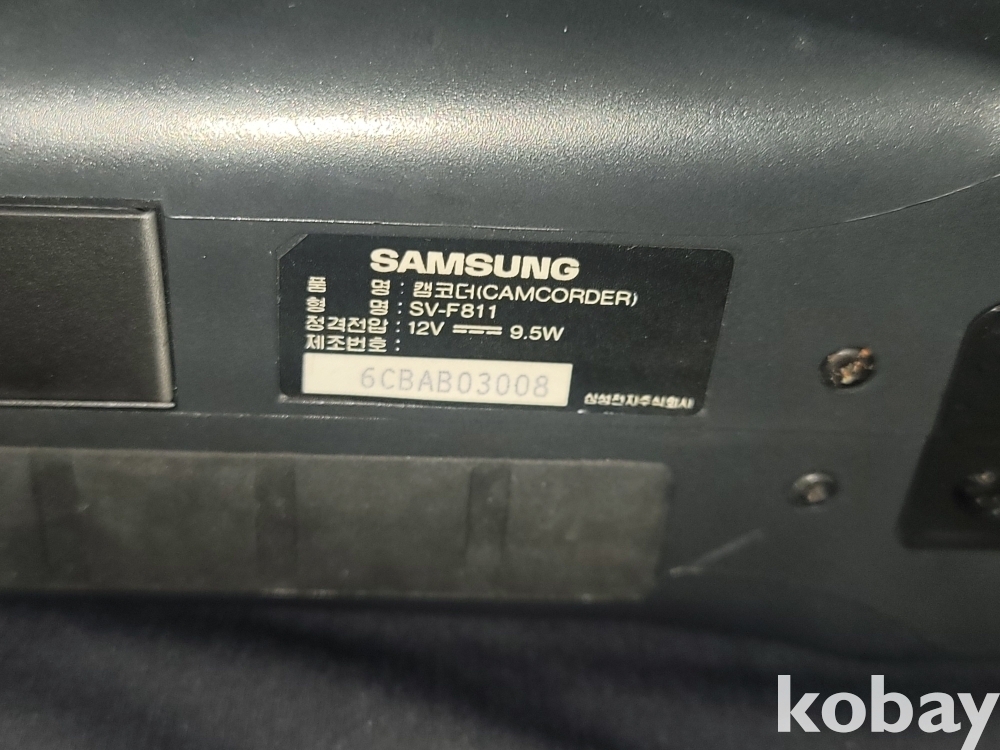 SAMSUNG
품 명 : 캠코더(CAMCORDER)
형 명 : SV-F811
정격전압 : 12V ⎓ 9.5W
제조번호 :
6CBAB03008
삼성전자주식회사
kobay